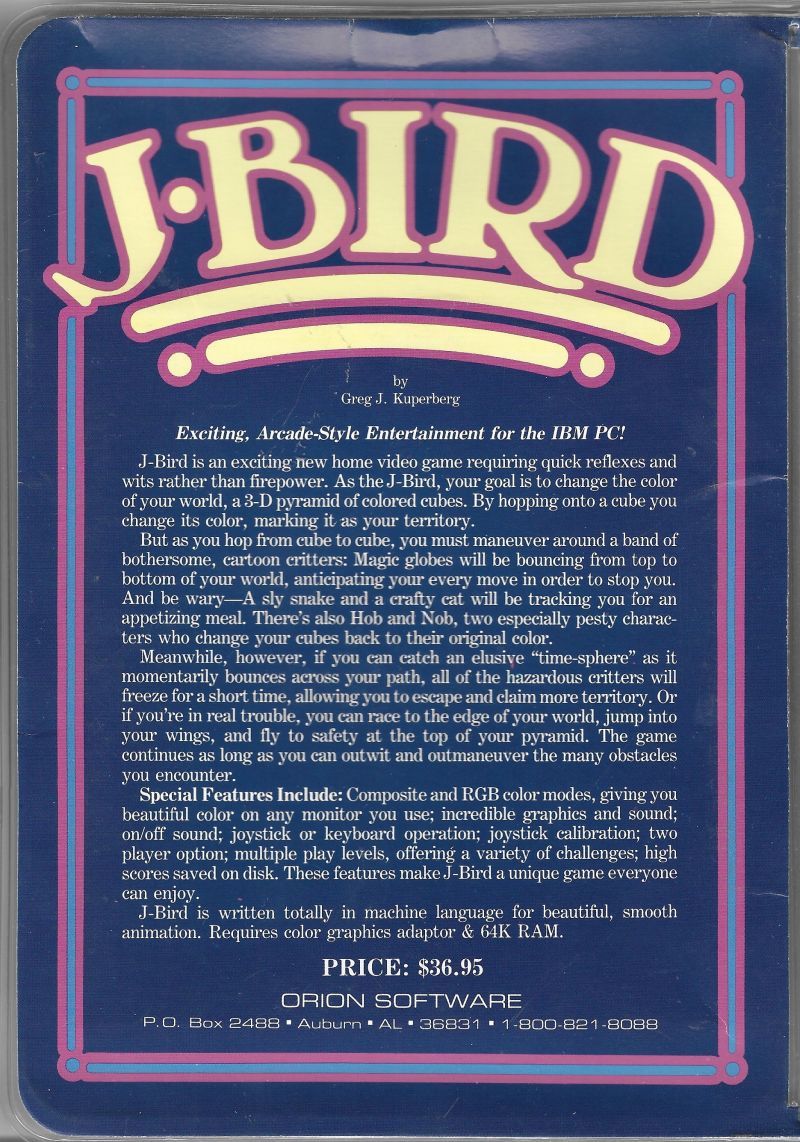 J·BIRD
by
Greg J. Kuperberg
Exciting, Arcade-Style Entertainment for the IBM PC!
J-Bird is an exciting new home video game requiring quick reflexes and
wits rather than firepower. As the J-Bird, your goal is to change the color
of your world, a 3-D pyramid of colored cubes. By hopping onto a cube you
change its color, marking it as your territory.
But as you hop from cube to cube, you must maneuver around a band of
bothersome, cartoon critters: Magic globes will be bouncing from top to
bottom of your world, anticipating your every move in order to stop you.
And be wary—A sly snake and a crafty cat will be tracking you for an
appetizing meal. There's also Hob and Nob, two especially pesty charac-
ters who change your cubes back to their original color.
Meanwhile, however, if you can catch an elusive "time-sphere" as it
momentarily bounces across your path, all of the hazardous critters will
freeze for a short time, allowing you to escape and claim more territory. Or
if you're in real trouble, you can race to the edge of your world, jump into
your wings, and fly to safety at the top of your pyramid. The game
continues as long as you can outwit and outmaneuver the many obstacles
you encounter.
Special Features Include: Composite and RGB color modes, giving you
beautiful color on any monitor you use; incredible graphics and sound;
on/off sound; joystick or keyboard operation; joystick calibration; two
player option; multiple play levels, offering a variety of challenges; high
scores saved on disk. These features make J-Bird a unique game everyone
can enjoy.
J-Bird is written totally in machine language for beautiful, smooth
animation. Requires color graphics adaptor & 64K RAM.
PRICE: $36.95
ORION SOFTWARE
P.O. Box 2488 ▪ Auburn ▪ AL ▪ 36831 ▪ 1-800-821-8088